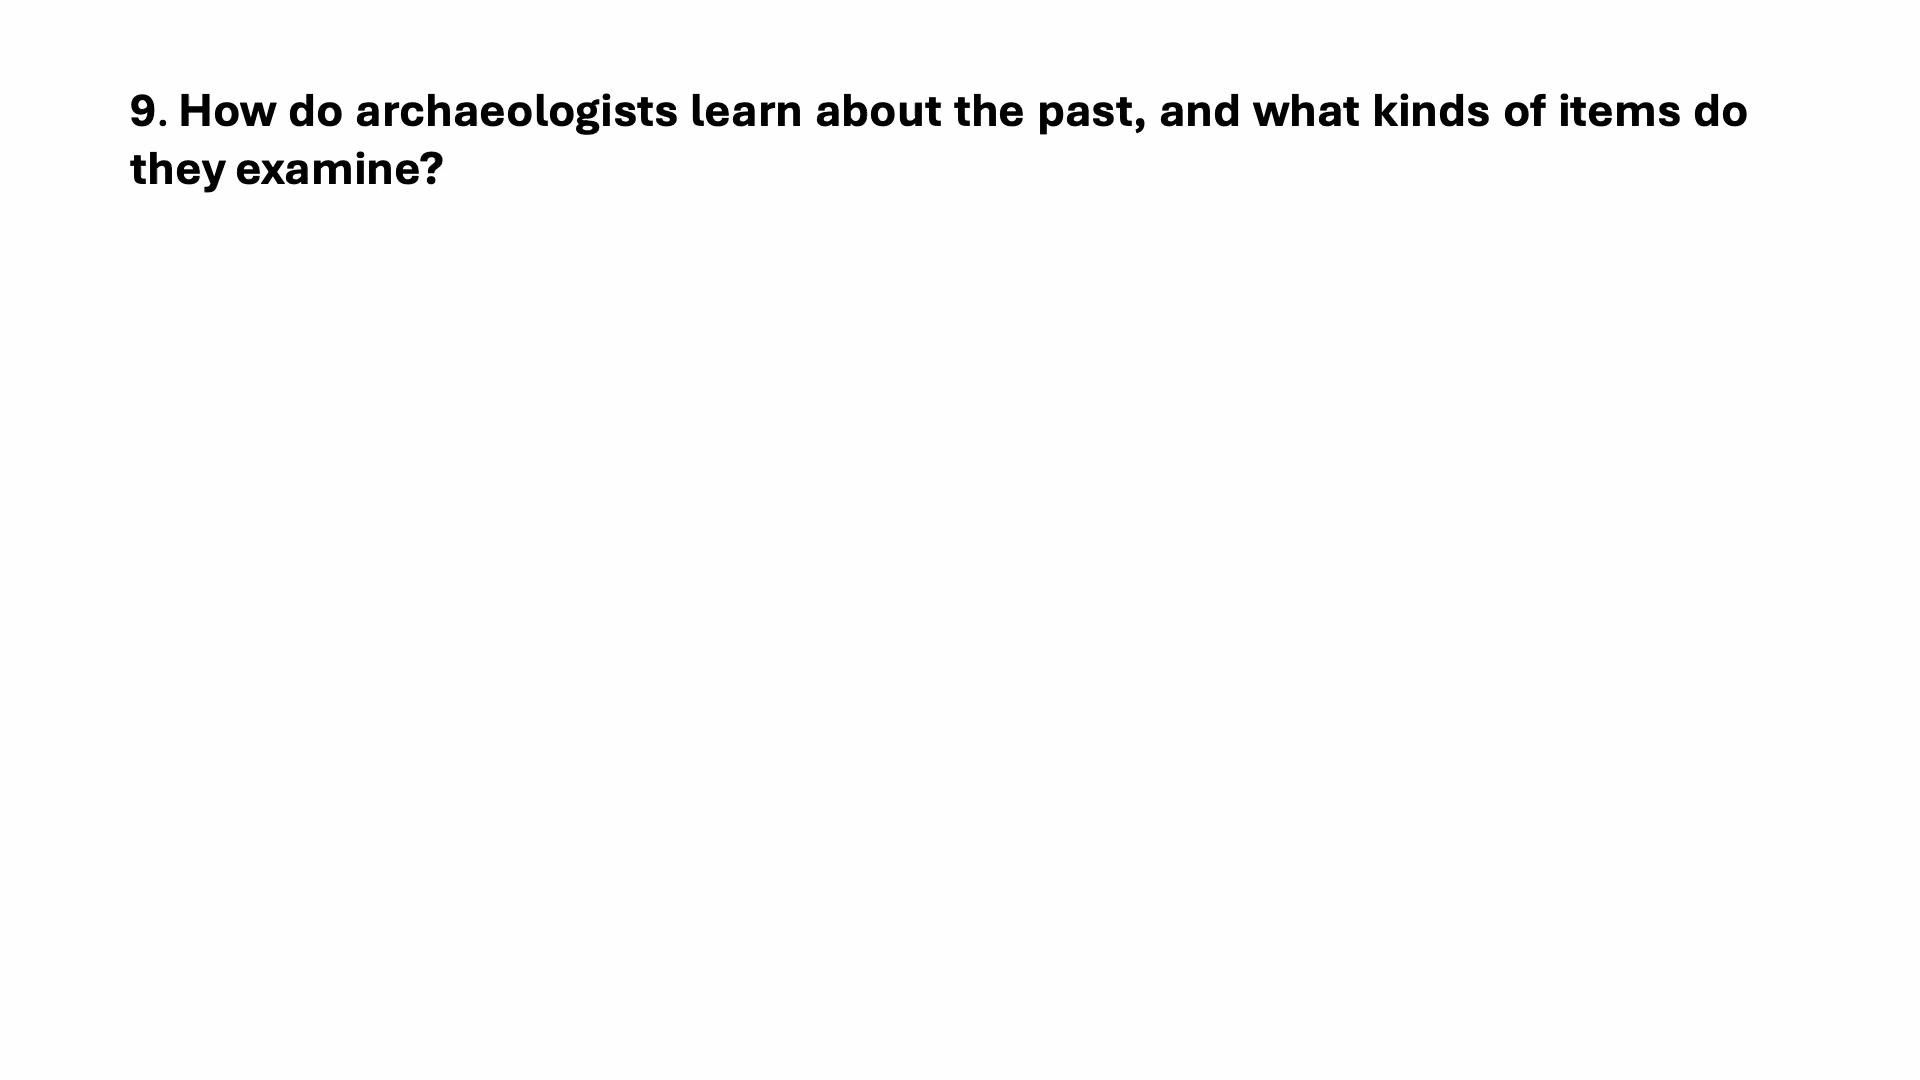 9. How do archaeologists learn about the past, and what kinds of items do
they examine?